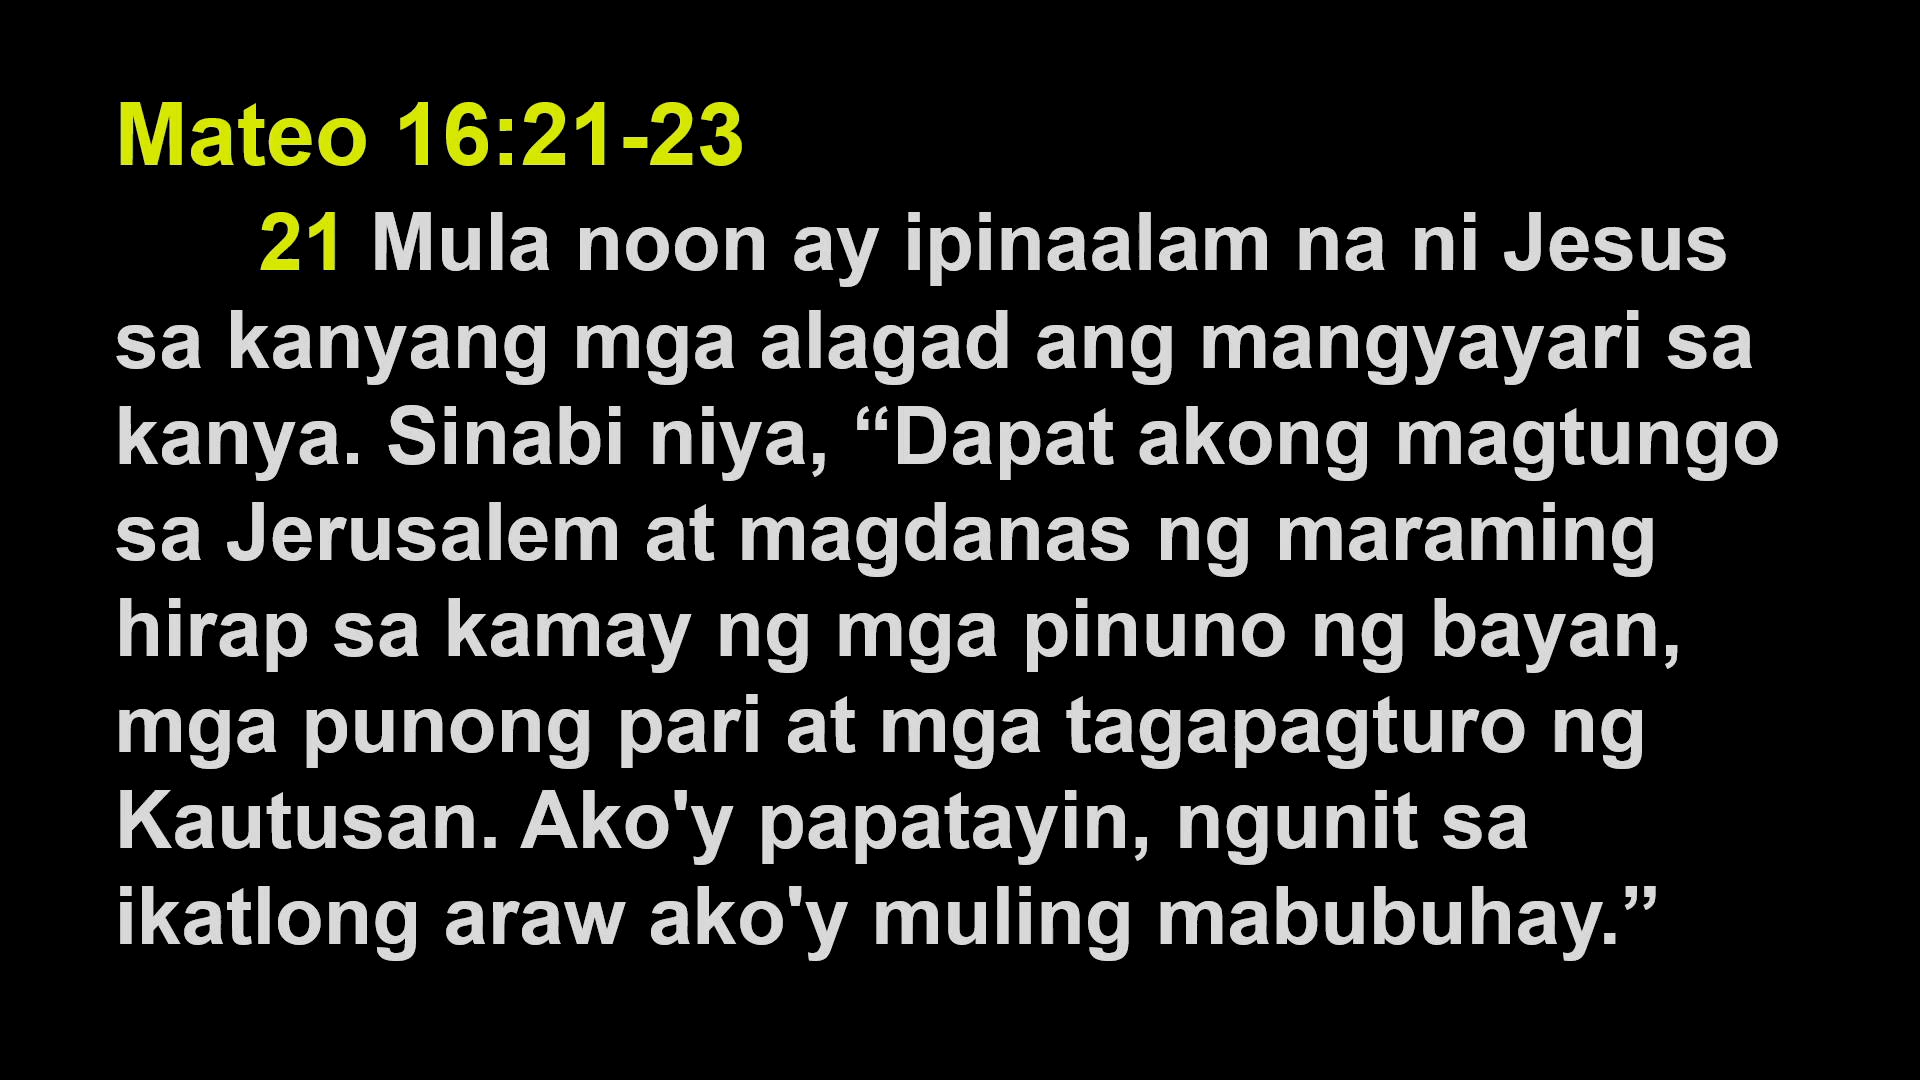 Mateo 16:21-23
21 Mula noon ay ipinaalam na ni Jesus
sa kanyang mga alagad ang mangyayari sa
kanya. Sinabi niya, “Dapat akong magtungo
sa Jerusalem at magdanas ng maraming
hirap sa kamay ng mga pinuno ng bayan,
mga punong pari at mga tagapagturo ng
Kautusan. Ako'y papatayin, ngunit sa
ikatlong araw ako'y muling mabubuhay.”